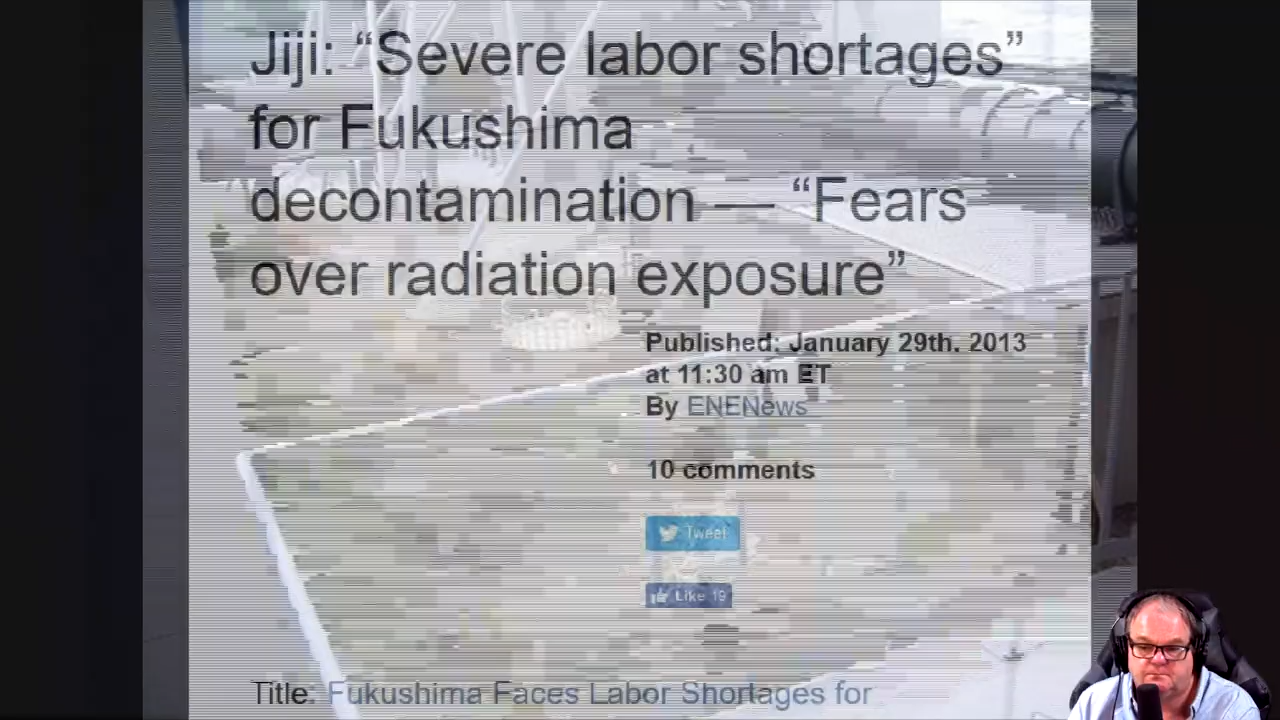 Jiji: “Severe labor shortages”
for Fukushima
decontamination — “Fears
over radiation exposure”
Published: January 29th, 2013
at 11:30 am ET
By ENENews
10 comments
Tweet
Like 19
Title: Fukushima Faces Labor Shortages for